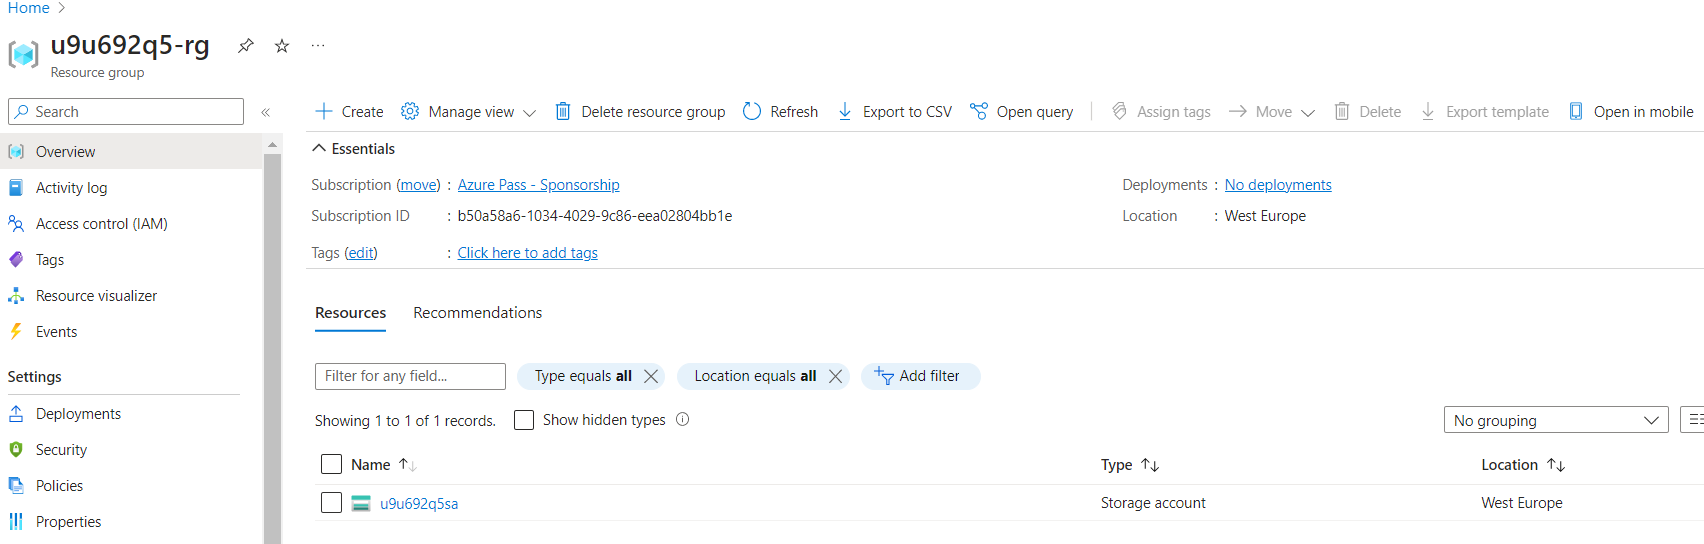 Home >
u9u692q5-rg
Resource group
Search
Overview
Activity log
Access control (IAM)
Tags
Resource visualizer
Events
Settings
Deployments
Security
Policies
Properties
Create Manage view Delete resource group Refresh Export to CSV Open query Assign tags Move Delete Export template Open in mobile
Essentials
Subscription (move) : Azure Pass - Sponsorship
Subscription ID : b50a58a6-1034-4029-9c86-eea02804bb1e
Tags (edit) : Click here to add tags
Deployments : No deployments
Location : West Europe
Resources Recommendations
Filter for any field... Type equals all Location equals all Add filter
Showing 1 to 1 of 1 records. Show hidden types No grouping
Name Type Location
u9u692q5sa Storage account West Europe